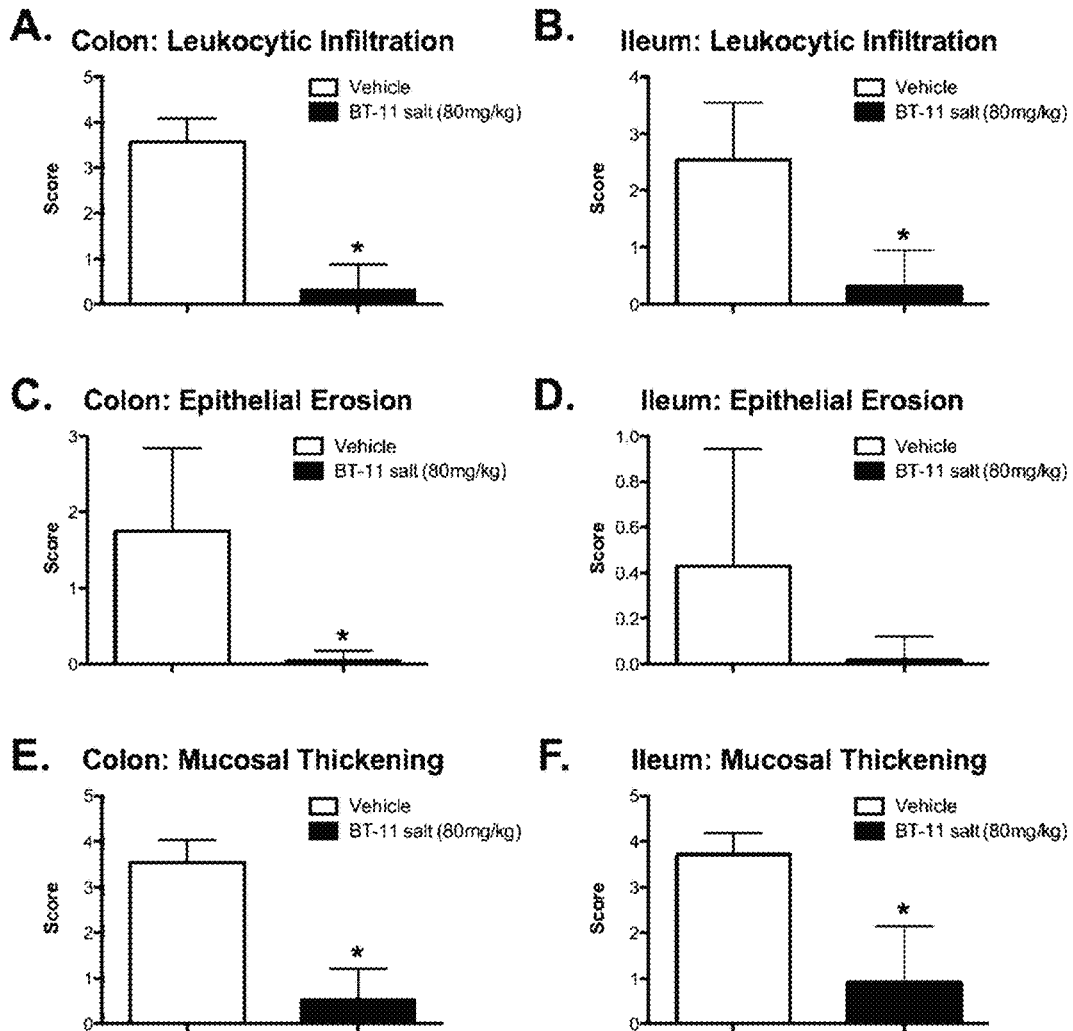 A. Colon: Leukocytic Infiltration
Vehicle
BT-11 salt (80mg/kg)
Score
5
4
3
2
1
0
*
B. Ileum: Leukocytic Infiltration
Vehicle
BT-11 salt (80mg/kg)
Score
4
3
2
1
0
*
C. Colon: Epithelial Erosion
Vehicle
BT-11 salt (80mg/kg)
Score
3
2
1
0
*
D. Ileum: Epithelial Erosion
Vehicle
BT-11 salt (80mg/kg)
Score
1.0
0.8
0.6
0.4
0.2
0.0
E. Colon: Mucosal Thickening
Vehicle
BT-11 salt (80mg/kg)
Score
5
4
3
2
1
0
*
F. Ileum: Mucosal Thickening
Vehicle
BT-11 salt (80mg/kg)
Score
5
4
3
2
1
0
*